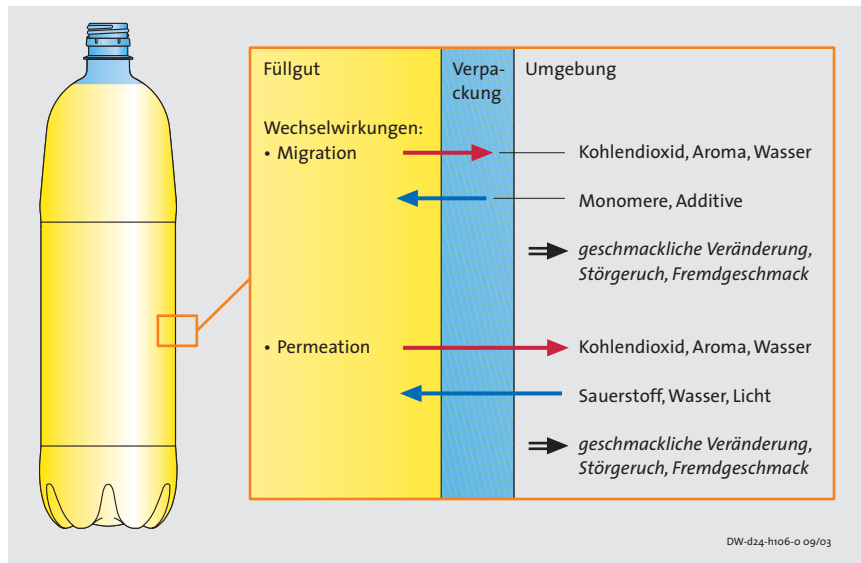 Füllgut
Verpa-
ckung
Umgebung
Wechselwirkungen:
• Migration
Kohlendioxid, Aroma, Wasser
Monomere, Additive
geschmackliche Veränderung,
Störgeruch, Fremdgeschmack
• Permeation
Kohlendioxid, Aroma, Wasser
Sauerstoff, Wasser, Licht
geschmackliche Veränderung,
Störgeruch, Fremdgeschmack
DW-d24-h106-0 09/03